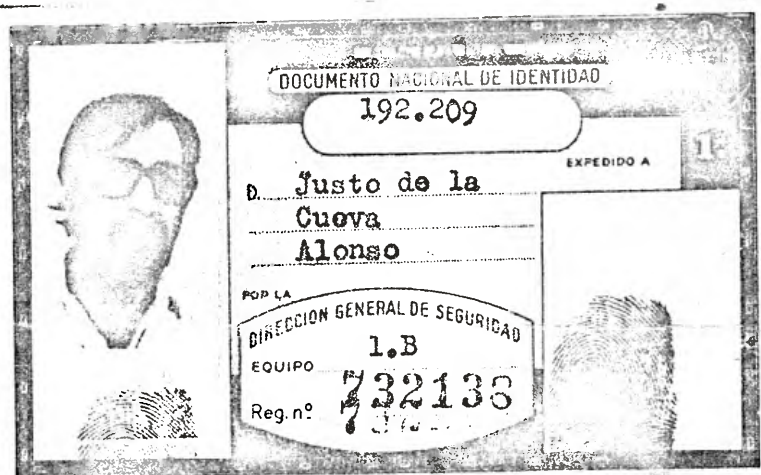 DOCUMENTO NACIONAL DE IDENTIDAD
192.209
EXPEDIDO A
D. Justo de la
Cueva
Alonso
POR LA
DIRECCION GENERAL DE SEGURIDAD
EQUIPO 1.B
Reg. nº 732138